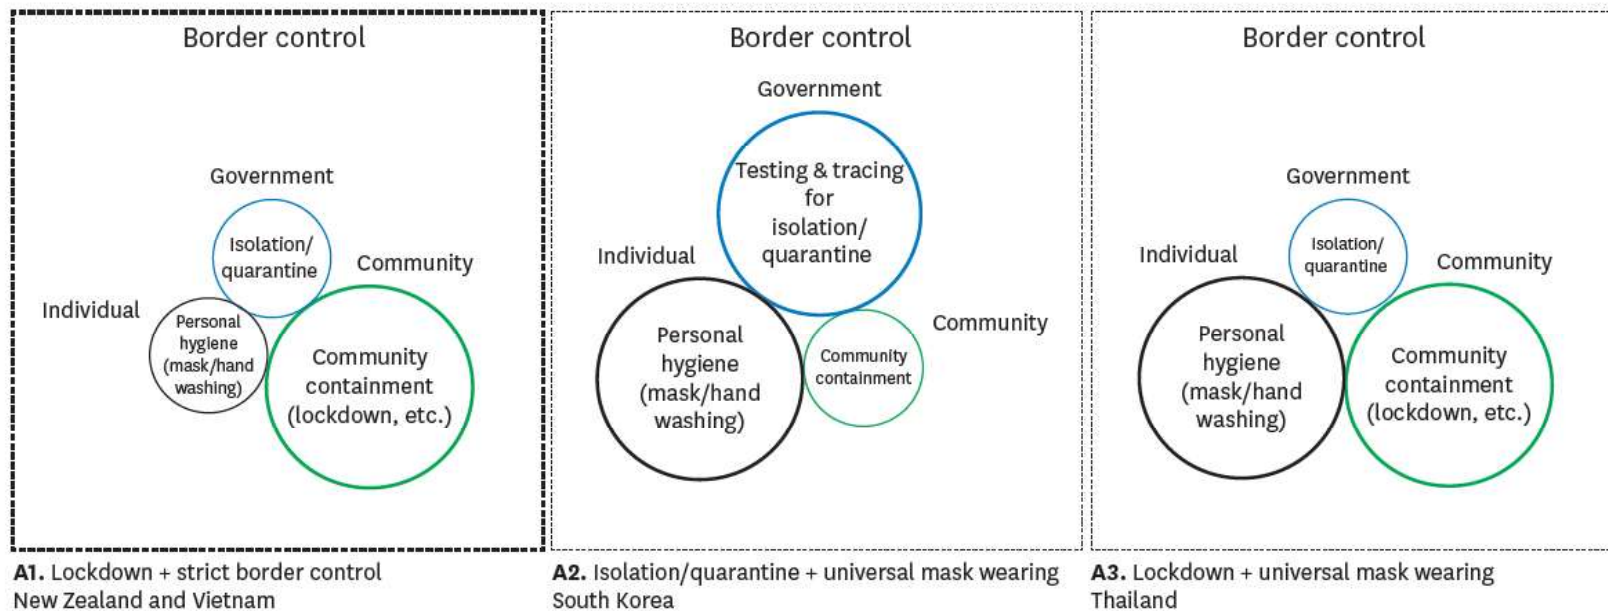 Border control
Government
Isolation/
quarantine
Community
Individual
Personal
hygiene
(mask/hand
washing)
Community
containment
(lockdown, etc.)
A1. Lockdown + strict border control
New Zealand and Vietnam
Border control
Government
Testing & tracing
for
isolation/
quarantine
Individual
Personal
hygiene
(mask/hand
washing)
Community
Community
containment
A2. Isolation/quarantine + universal mask wearing
South Korea
Border control
Government
Isolation/
quarantine
Individual
Community
Personal
hygiene
(mask/hand
washing)
Community
containment
(lockdown, etc.)
A3. Lockdown + universal mask wearing
Thailand